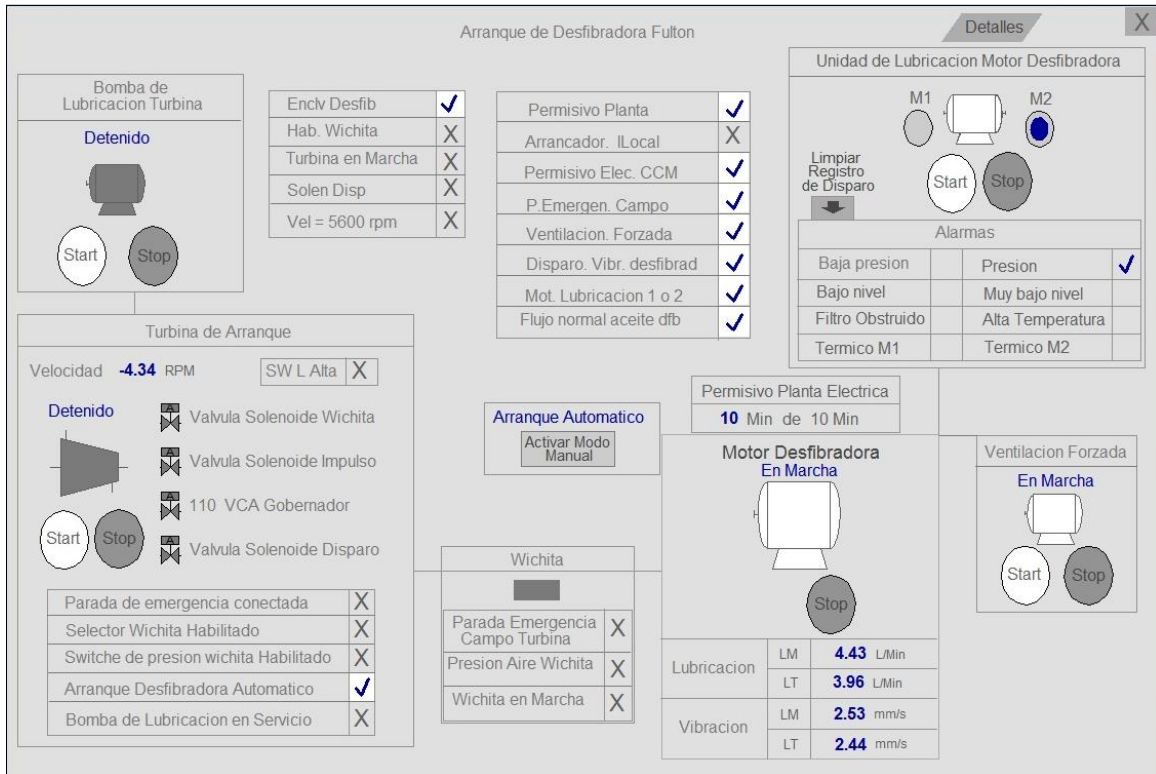 Arranque de Desfibradora Fulton
Detalles
X
Bomba de
Lubricacion Turbina
Detenido
Start
Stop
Enclv Desfib
Hab. Wichita X
Turbina en Marcha X
Solen Disp X
Vel = 5600 rpm X
Permisivo Planta
Arrancador. lLocal X
Permisivo Elec. CCM
P.Emergen. Campo
Ventilacion. Forzada
Disparo. Vibr. desfibrad
Mot. Lubricacion 1 o 2
Flujo normal aceite dfb
Unidad de Lubricacion Motor Desfibradora
M1
M2
Limpiar
Registro
de Disparo
Start
Stop
Alarmas
Baja presion
Presion
Bajo nivel
Muy bajo nivel
Filtro Obstruido
Alta Temperatura
Termico M1
Termico M2
Turbina de Arranque
Velocidad -4.34 RPM
SW L Alta X
Detenido
A Valvula Solenoide Wichita
A Valvula Solenoide Impulso
A 110 VCA Gobernador
A Valvula Solenoide Disparo
Start
Stop
Parada de emergencia conectada X
Selector Wichita Habilitado X
Switche de presion wichita Habilitado X
Arranque Desfibradora Automatico
Bomba de Lubricacion en Servicio X
Arranque Automatico
Activar Modo
Manual
Wichita
Parada Emergencia
Campo Turbina X
Presion Aire Wichita X
Wichita en Marcha X
Permisivo Planta Electrica
10 Min de 10 Min
Motor Desfibradora
En Marcha
Stop
Lubricacion
LM 4.43 L/Min
LT 3.96 L/Min
Vibracion
LM 2.53 mm/s
LT 2.44 mm/s
Ventilacion Forzada
En Marcha
Start
Stop